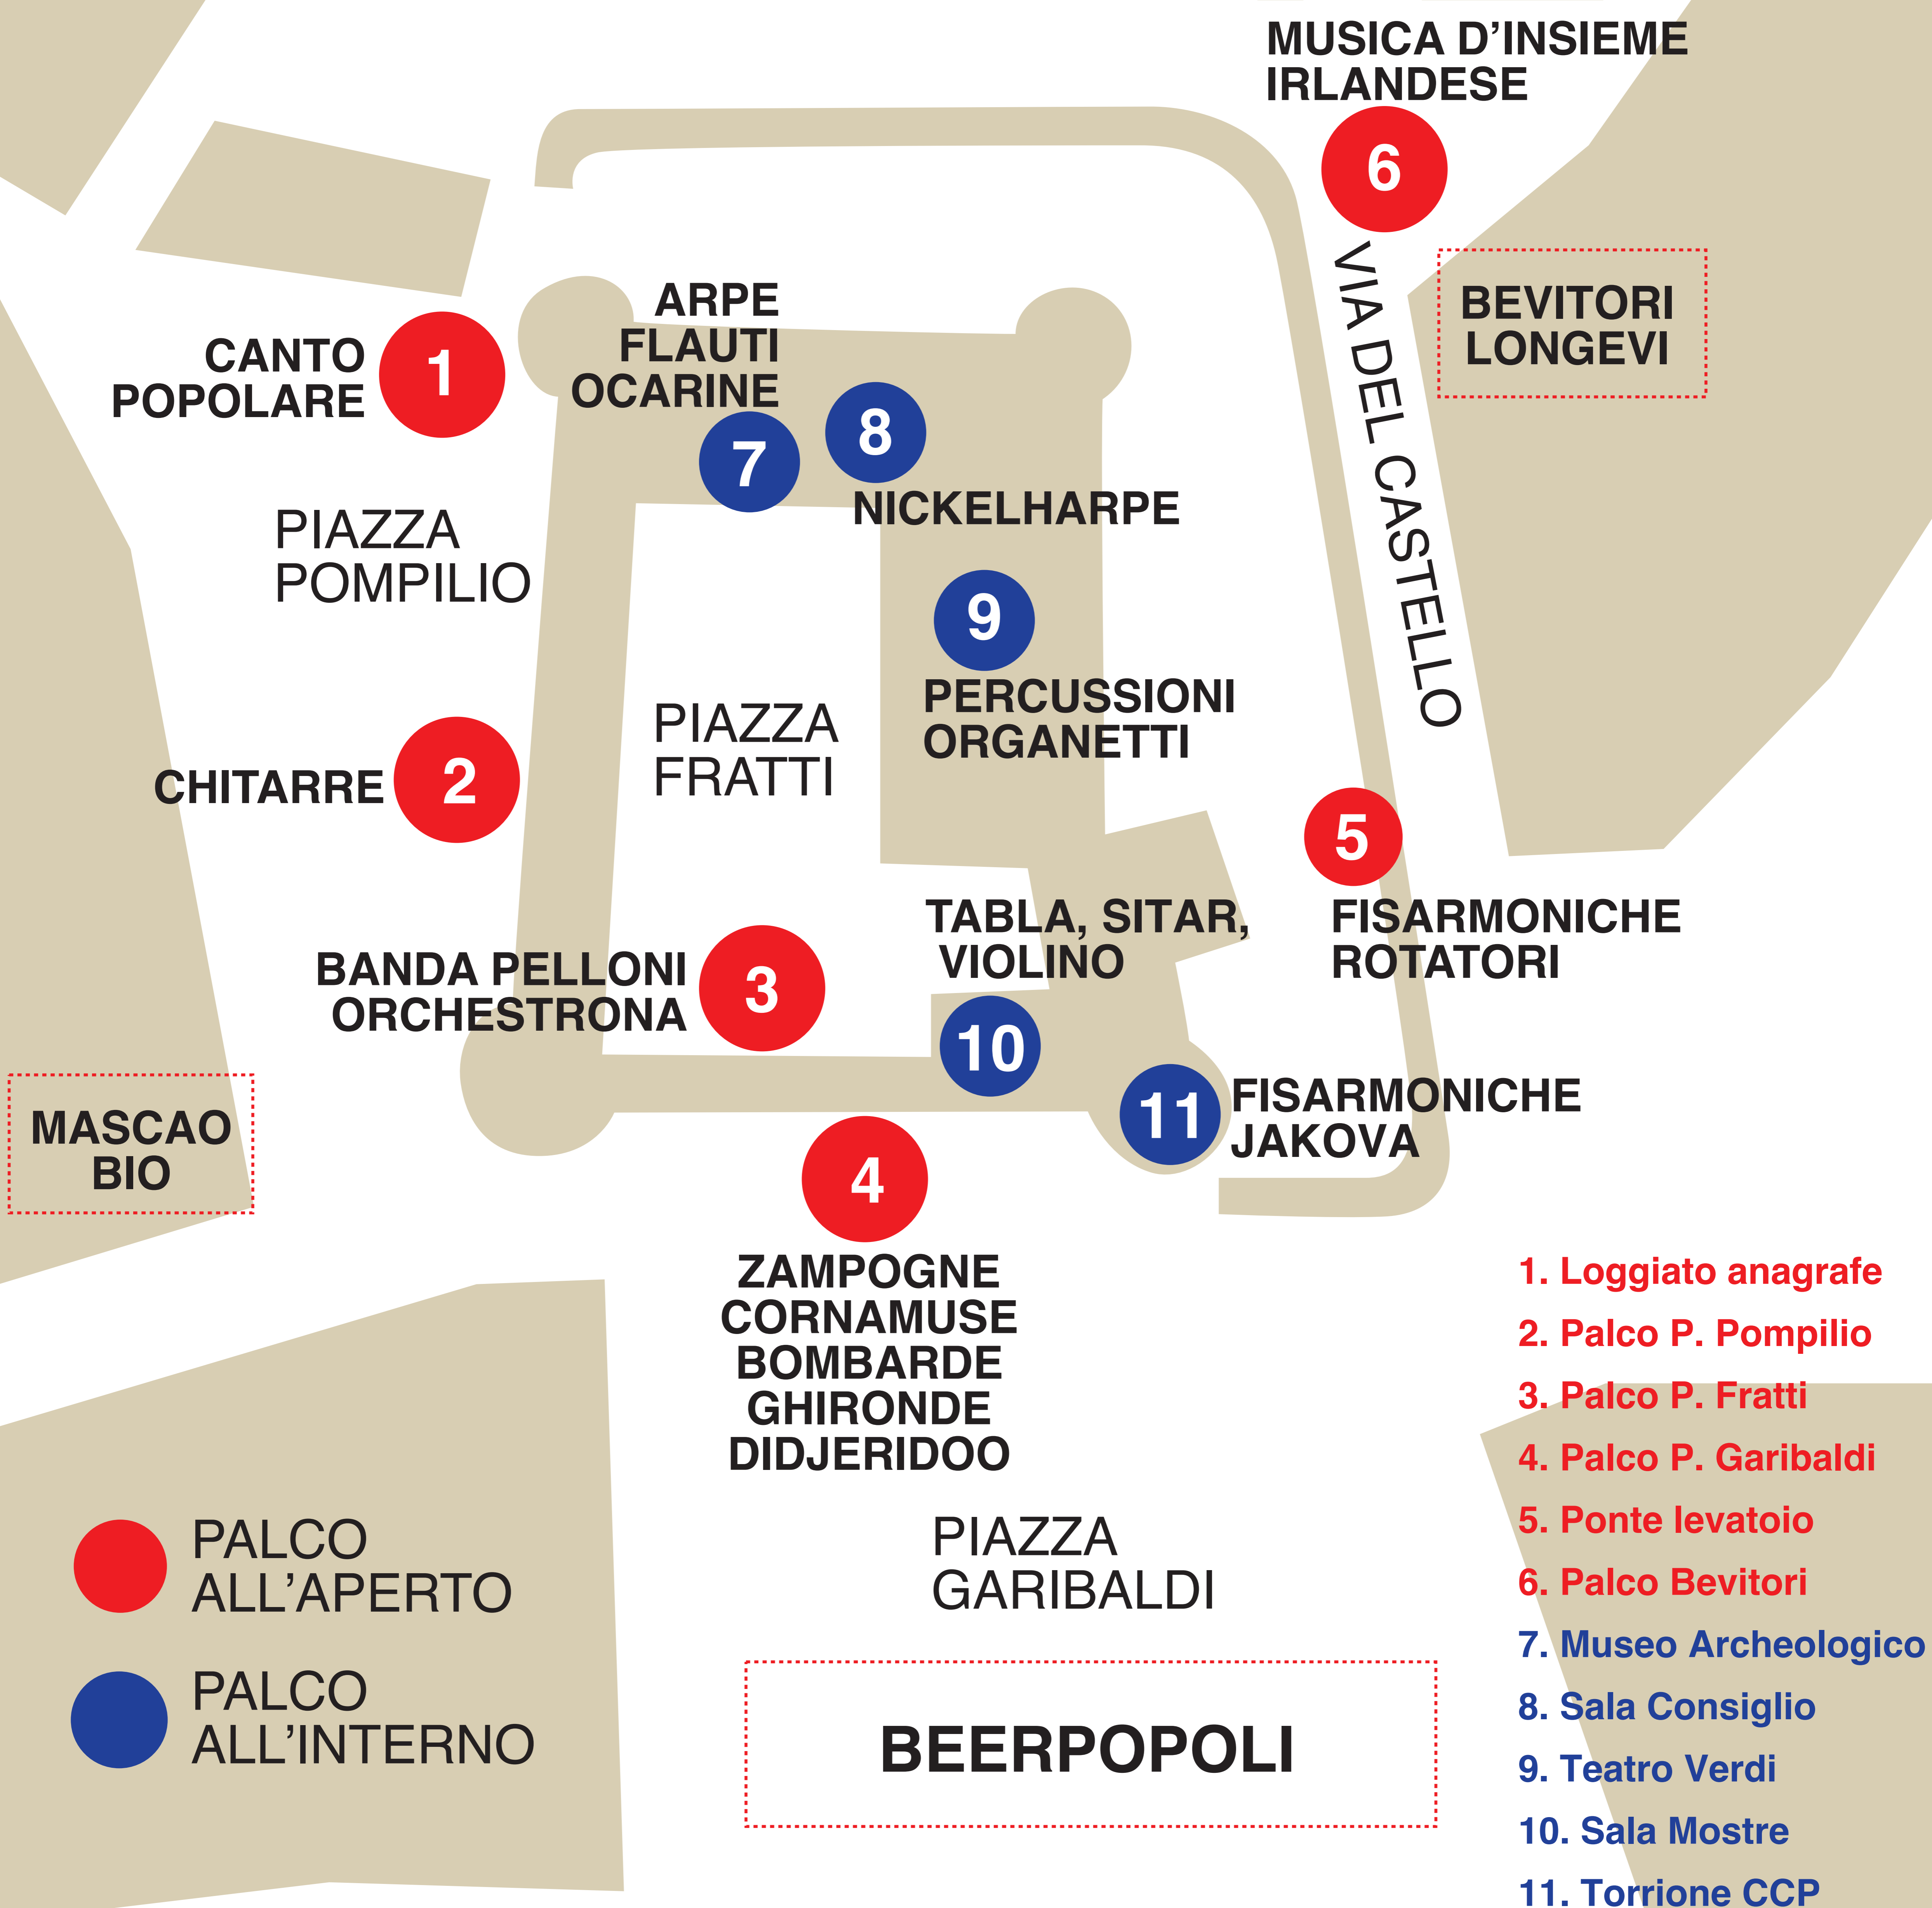 MUSICA D'INSIEME
IRLANDESE
6
VIA DEL CASTELLO
BEVITORI
LONGEVI
CANTO
POPOLARE
1
ARPE
FLAUTI
OCARINE
7
8
NICKELHARPE
PIAZZA
POMPILIO
9
PERCUSSIONI
ORGANETTI
PIAZZA
FRATTI
CHITARRE
2
5
FISARMONICHE
ROTATORI
BANDA PELLONI
ORCHESTRONA
3
TABLA, SITAR,
VIOLINO
10
11
FISARMONICHE
JAKOVA
MASCAO
BIO
4
ZAMPOGNE
CORNAMUSE
BOMBARDE
GHIRONDE
DIDJERIDOO
PIAZZA
GARIBALDI
BEERPOPOLI
PALCO
ALL'APERTO
PALCO
ALL'INTERNO
1. Loggiato anagrafe
2. Palco P. Pompilio
3. Palco P. Fratti
4. Palco P. Garibaldi
5. Ponte levatoio
6. Palco Bevitori
7. Museo Archeologico
8. Sala Consiglio
9. Teatro Verdi
10. Sala Mostre
11. Torrione CCP